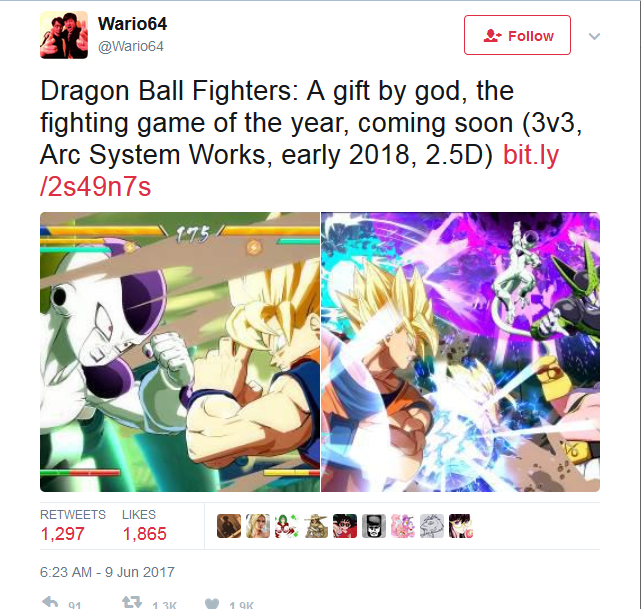 Wario64
@Wario64
Follow
Dragon Ball Fighters: A gift by god, the
fighting game of the year, coming soon (3v3,
Arc System Works, early 2018, 2.5D) bit.ly
/2s49n7s
175
RETWEETS LIKES
1,297 1,865
6:23 AM - 9 Jun 2017
91 1.3K 1.9K